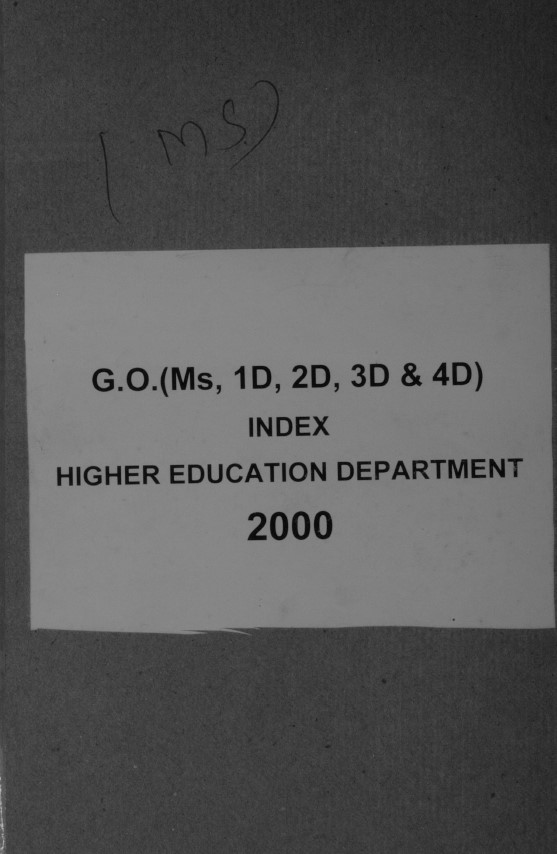 (MS)
G.O.(Ms, 1D, 2D, 3D & 4D)
INDEX
HIGHER EDUCATION DEPARTMENT
2000